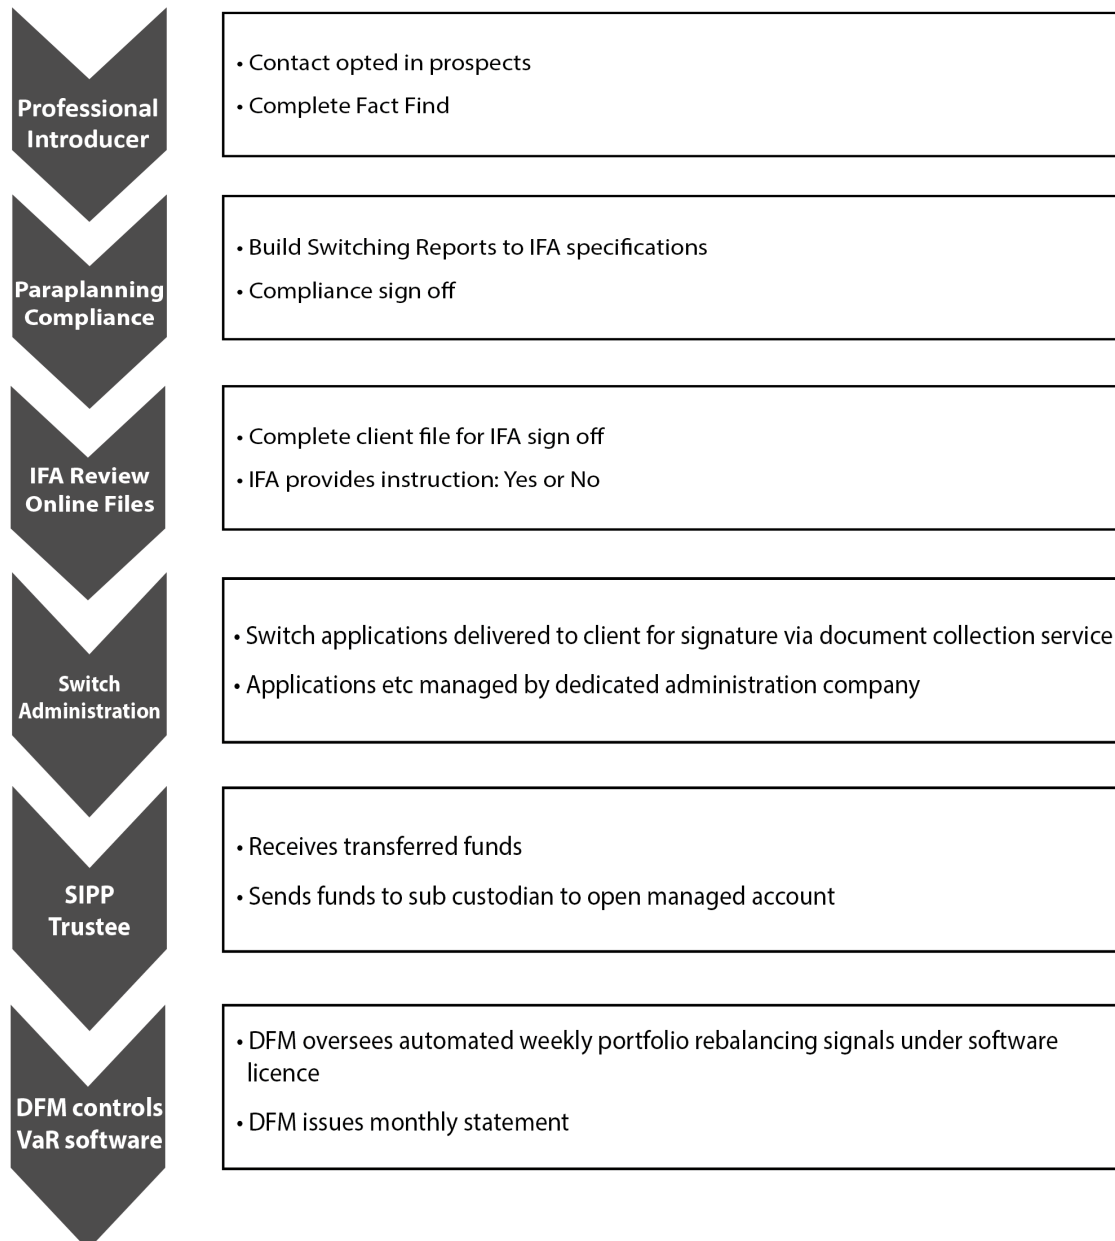 Professional
Introducer
• Contact opted in prospects
• Complete Fact Find
Paraplanning
Compliance
• Build Switching Reports to IFA specifications
• Compliance sign off
IFA Review
Online Files
• Complete client file for IFA sign off
• IFA provides instruction: Yes or No
Switch
Administration
• Switch applications delivered to client for signature via document collection service
• Applications etc managed by dedicated administration company
SIPP
Trustee
• Receives transferred funds
• Sends funds to sub custodian to open managed account
DFM controls
VaR software
• DFM oversees automated weekly portfolio rebalancing signals under software
licence
• DFM issues monthly statement